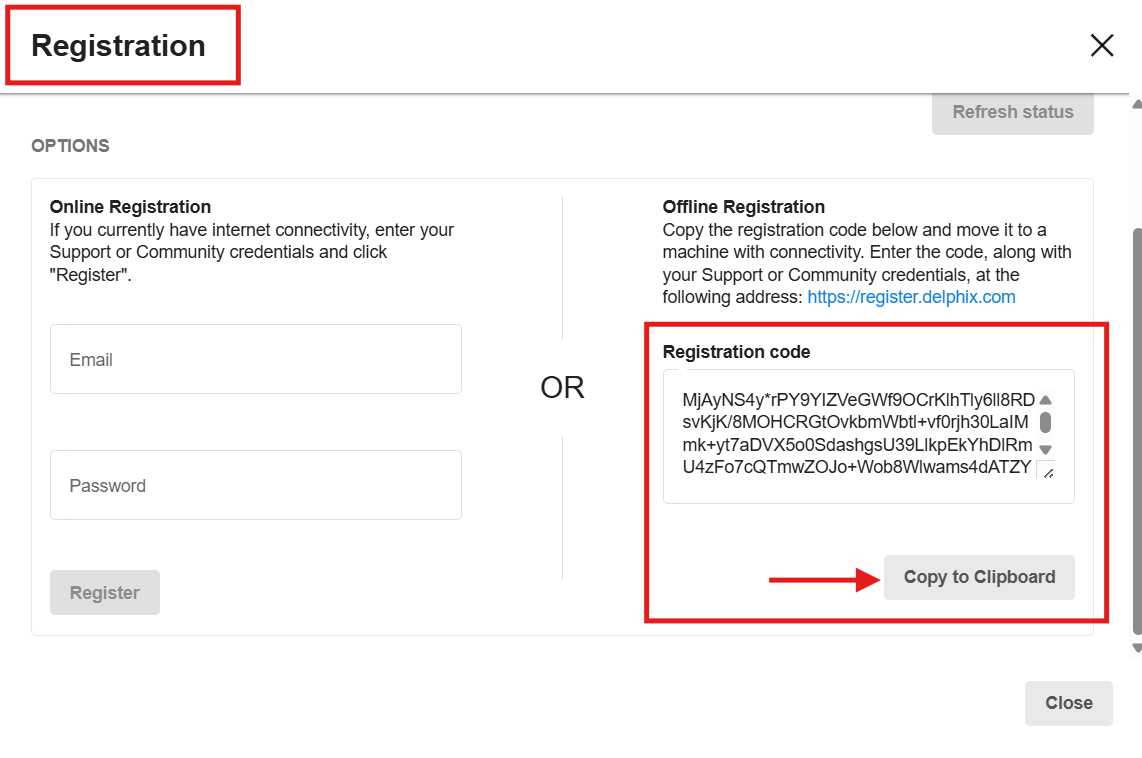 Registration
Refresh status
OPTIONS
Online Registration
If you currently have internet connectivity, enter your
Support or Community credentials and click
"Register".
Email
Password
Register
OR
Offline Registration
Copy the registration code below and move it to a
machine with connectivity. Enter the code, along with
your Support or Community credentials, at the
following address: https://register.delphix.com
Registration code
MjAyNS4y*rPY9YIZVeGWf9OCrKlhTly6ll8RD
svKjK/8MOHCRGtOvkbmWbtl+vf0rjh30LaIM
mk+yt7aDVX5o0SdashgsU39LlkpEkYhDlRm
U4zFo7cQTmwZOJo+Wob8Wlwams4dATZY
Copy to Clipboard
Close